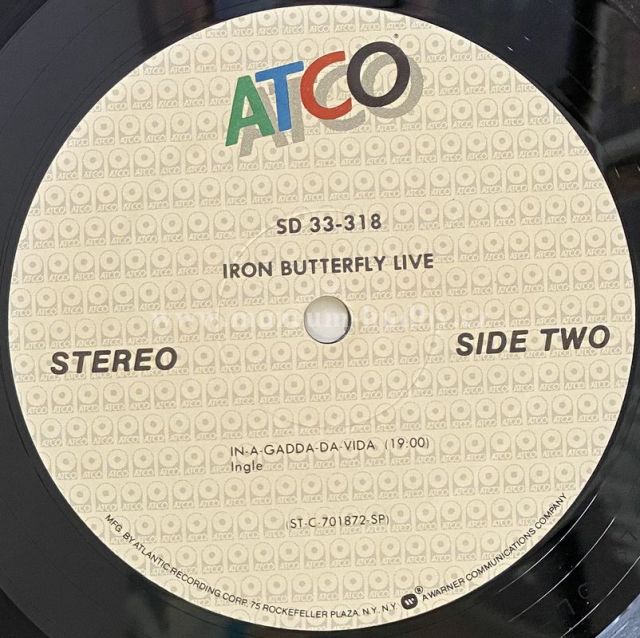 ATCO
SD 33-318
IRON BUTTERFLY LIVE
STEREO
SIDE TWO
IN-A-GADDA-DA-VIDA (19:00)
Ingle
(ST-C-701872-SP)
MFG. BY ATLANTIC RECORDING CORP. 75 ROCKEFELLER PLAZA, N.Y. N.Y. ® A WARNER COMMUNICATIONS COMPANY